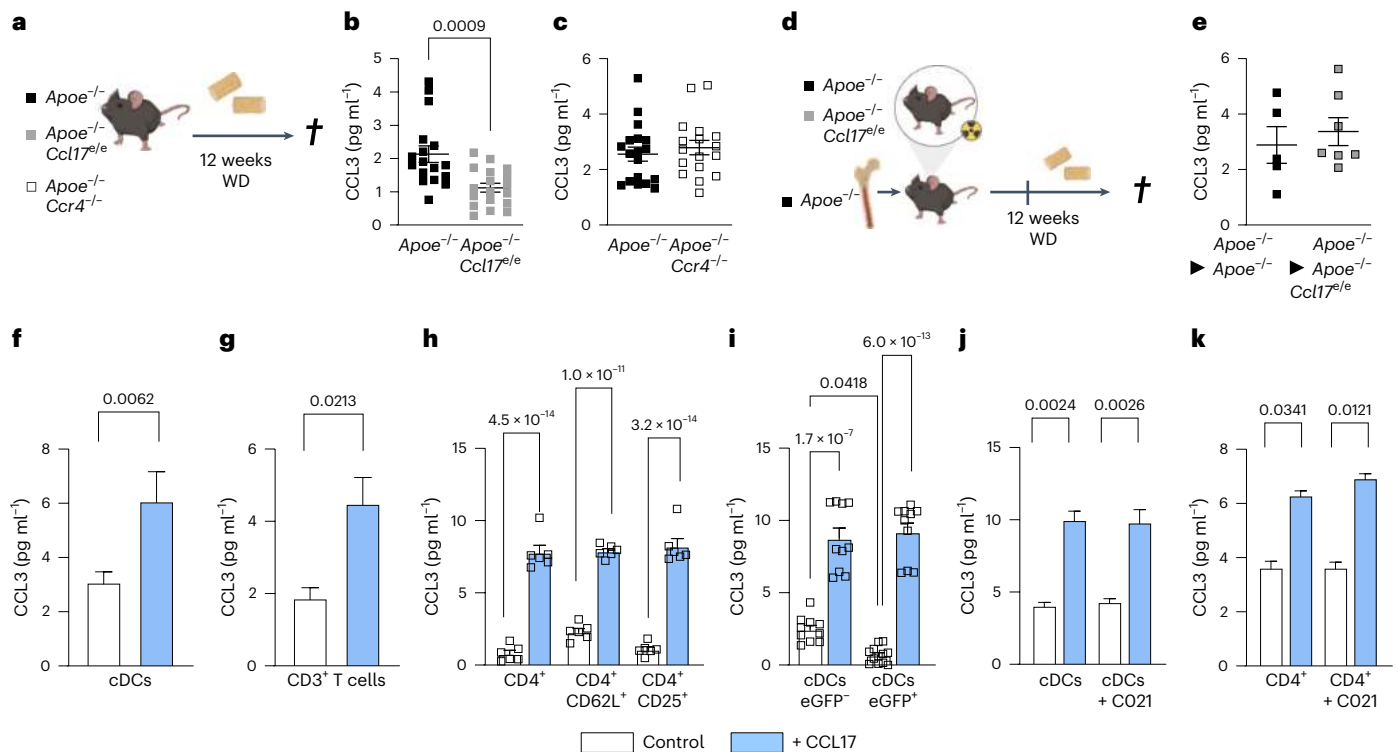 a
Apoe−/−
Apoe−/−
Ccl17e/e
Apoe−/−
Ccr4−/−
12 weeks
WD
†
b
0.0009
CCL3 (pg ml−1)
5
4
3
2
1
0
Apoe−/− Apoe−/−
Ccl17e/e
c
CCL3 (pg ml−1)
6
4
2
0
Apoe−/− Apoe−/−
Ccr4−/−
d
Apoe−/−
Apoe−/−
Ccl17e/e
Apoe−/−
12 weeks
WD
†
e
CCL3 (pg ml−1)
6
4
2
0
Apoe−/− Apoe−/−
► Apoe−/− ► Apoe−/−
Ccl17e/e
f
0.0062
CCL3 (pg ml−1)
8
6
4
2
0
cDCs
g
0.0213
CCL3 (pg ml−1)
6
4
2
0
CD3+ T cells
h
1.0 × 10−11
4.5 × 10−14
3.2 × 10−14
CCL3 (pg ml−1)
15
10
5
0
CD4+ CD4+ CD4+
CD62L+ CD25+
i
6.0 × 10−13
0.0418
1.7 × 10−7
CCL3 (pg ml−1)
15
10
5
0
cDCs cDCs
eGFP− eGFP+
j
0.0024 0.0026
CCL3 (pg ml−1)
15
10
5
0
cDCs cDCs
+ C021
k
0.0341 0.0121
CCL3 (pg ml−1)
8
6
4
2
0
CD4+ CD4+
+ C021
Control + CCL17